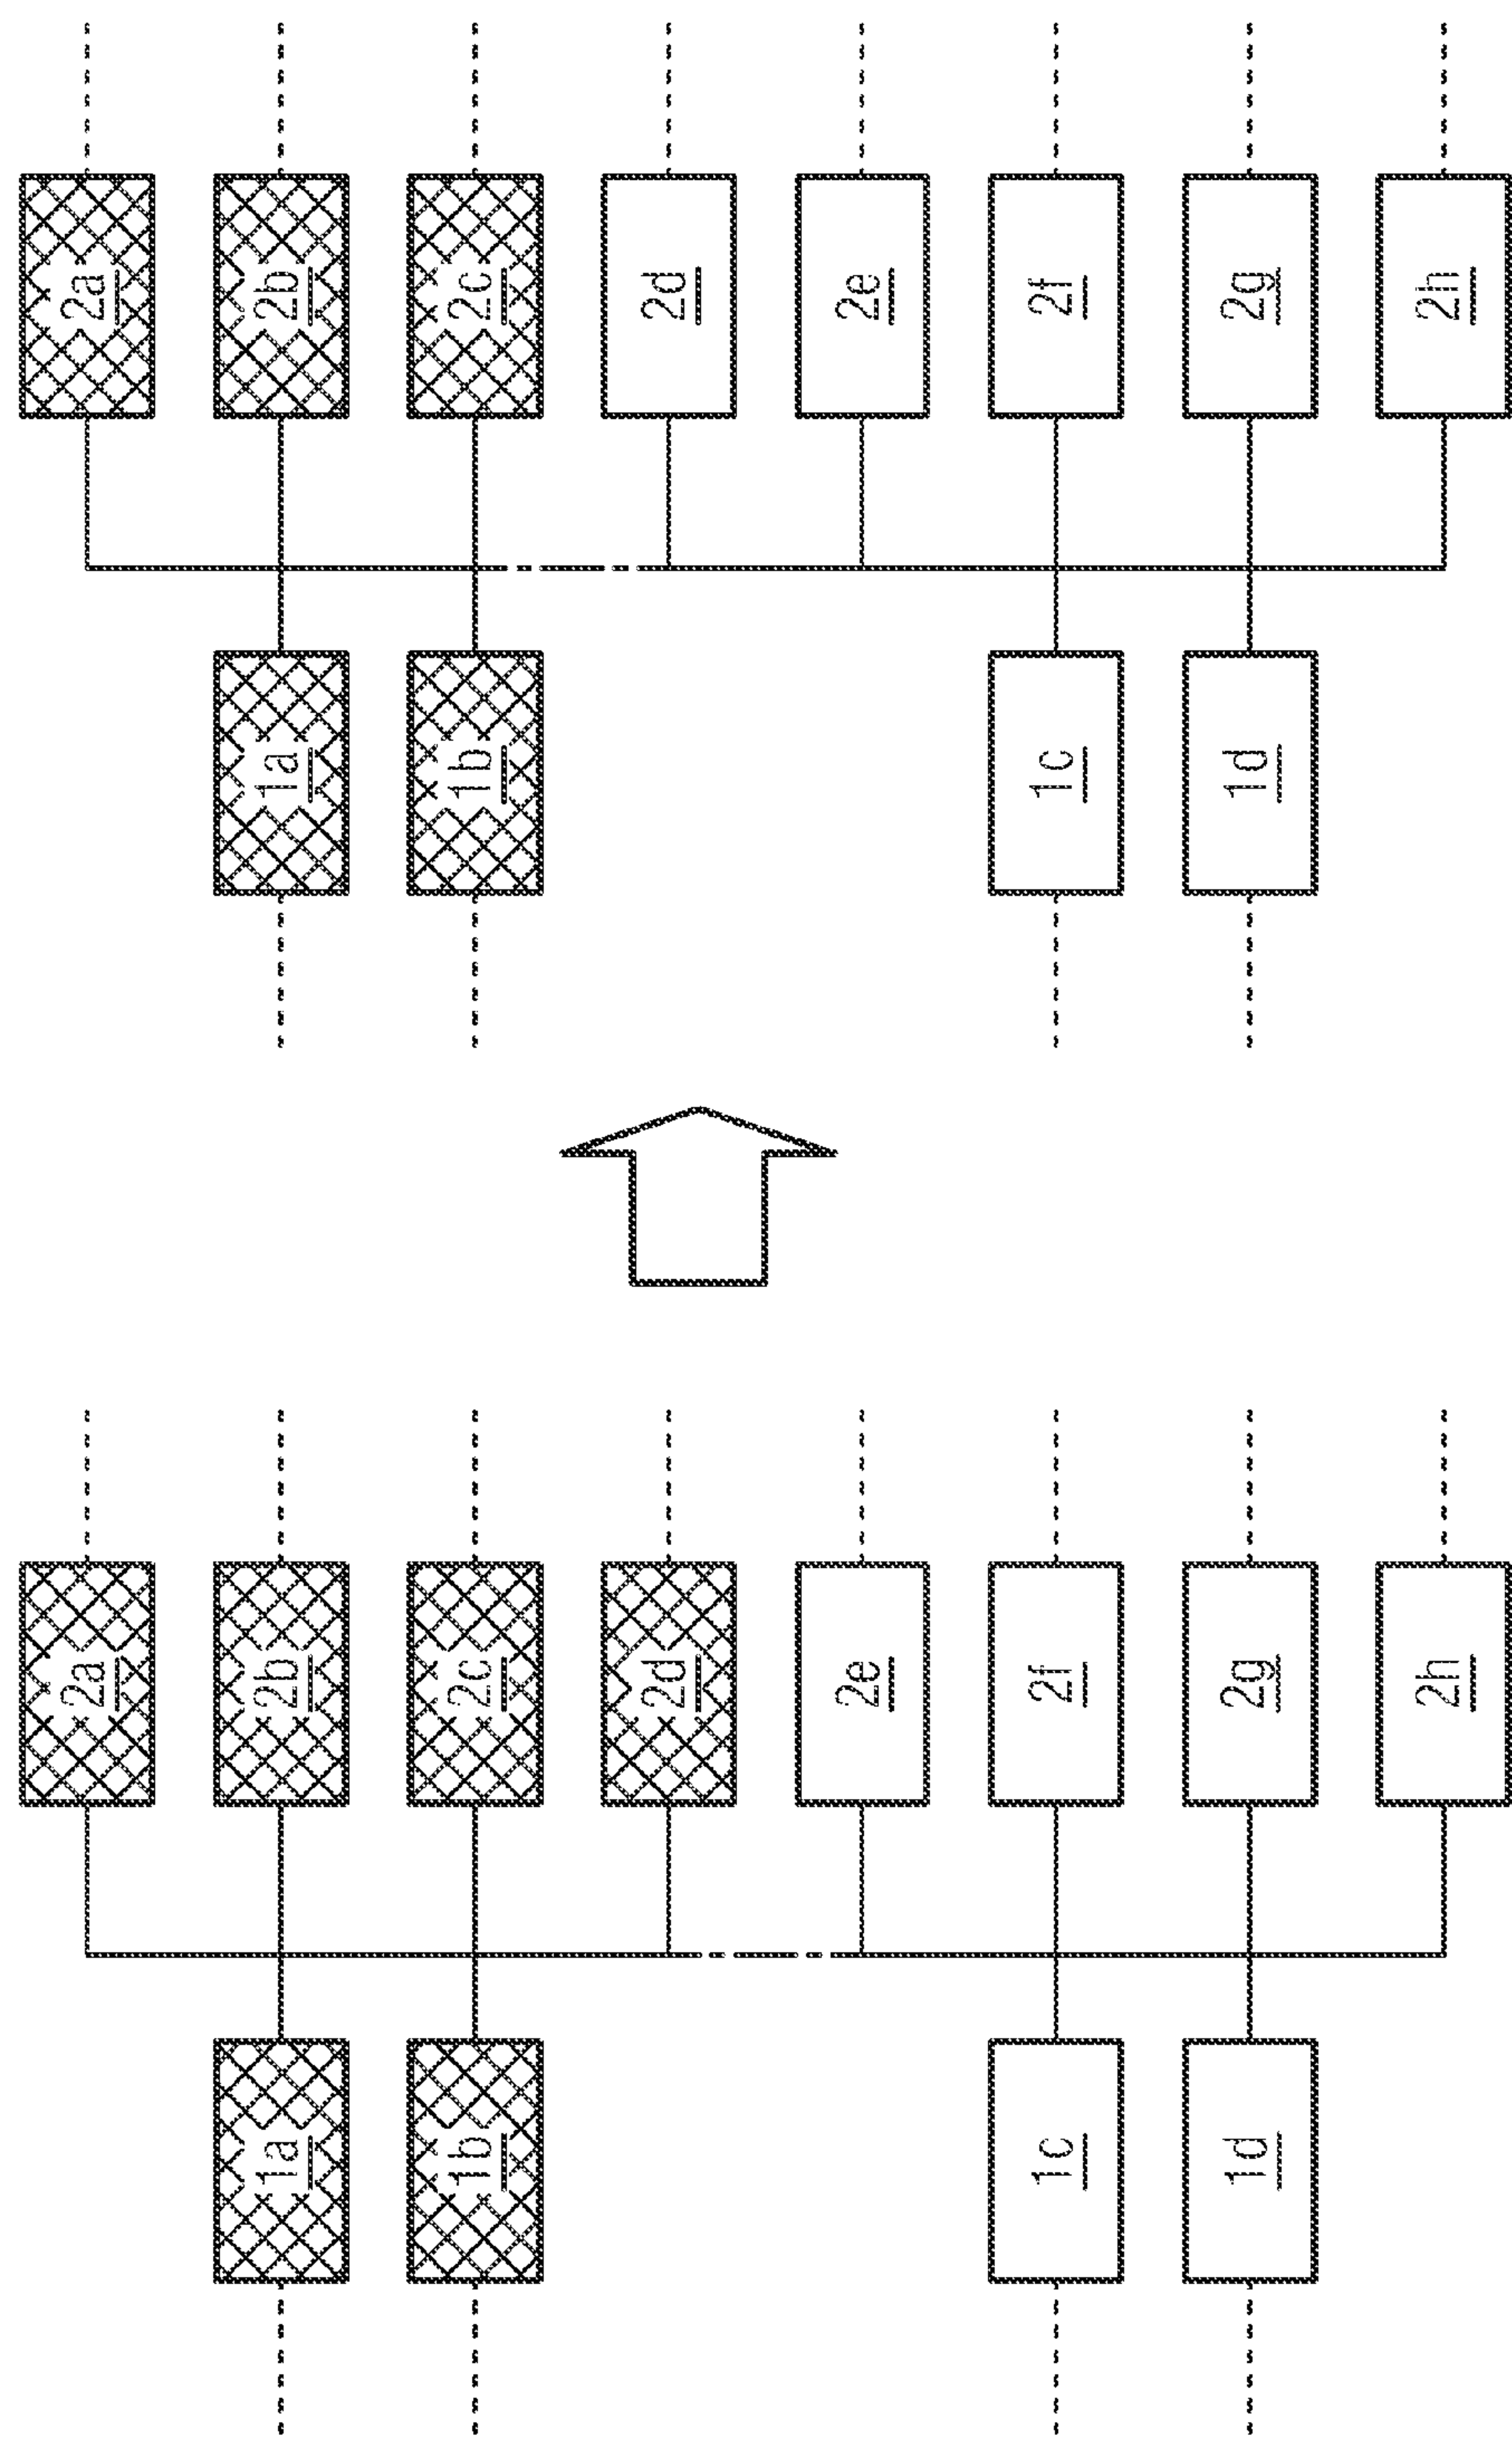 2a 2a
1a 2b 1a 2b
1b 2c 1b 2c
2d 2d
2e 2e
1c 2f 1c 2f
1d 2g 1d 2g
2h 2h